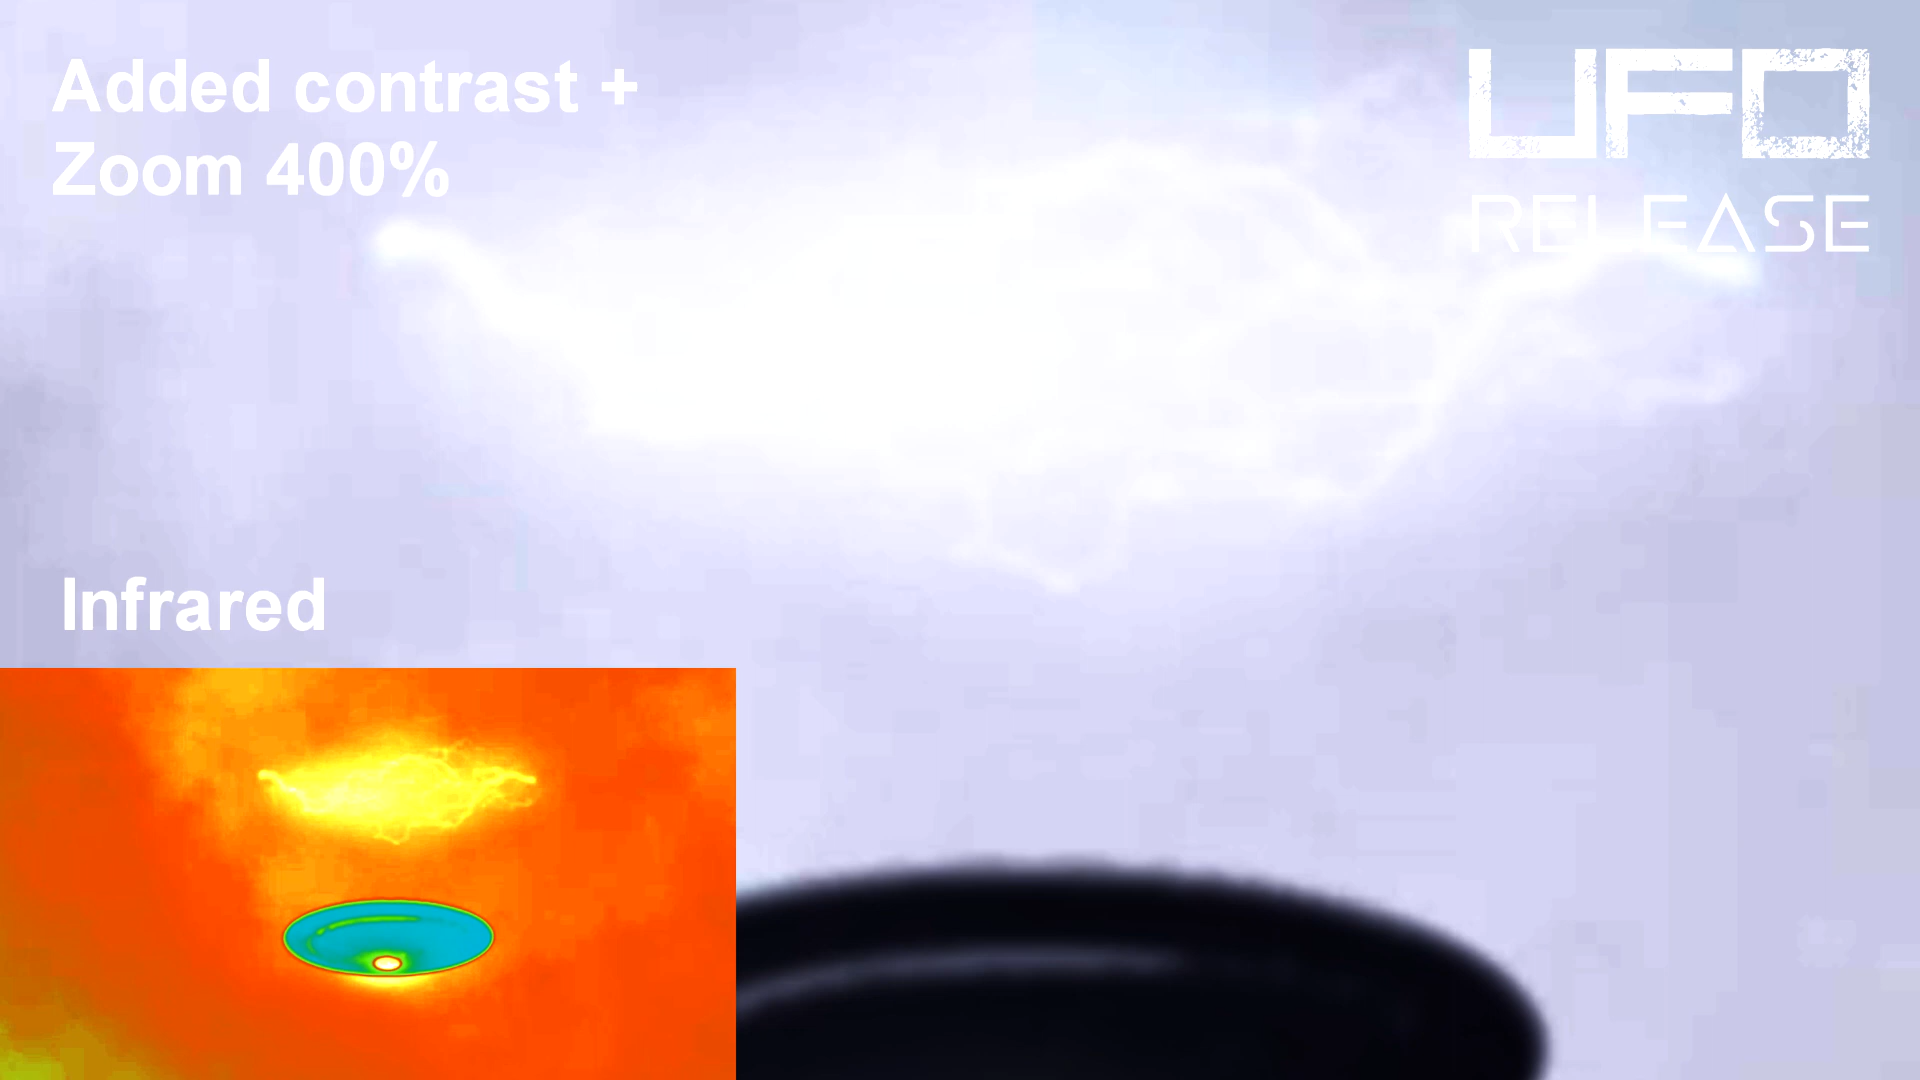 Added contrast +
Zoom 400%
UFO
RELEASE
Infrared